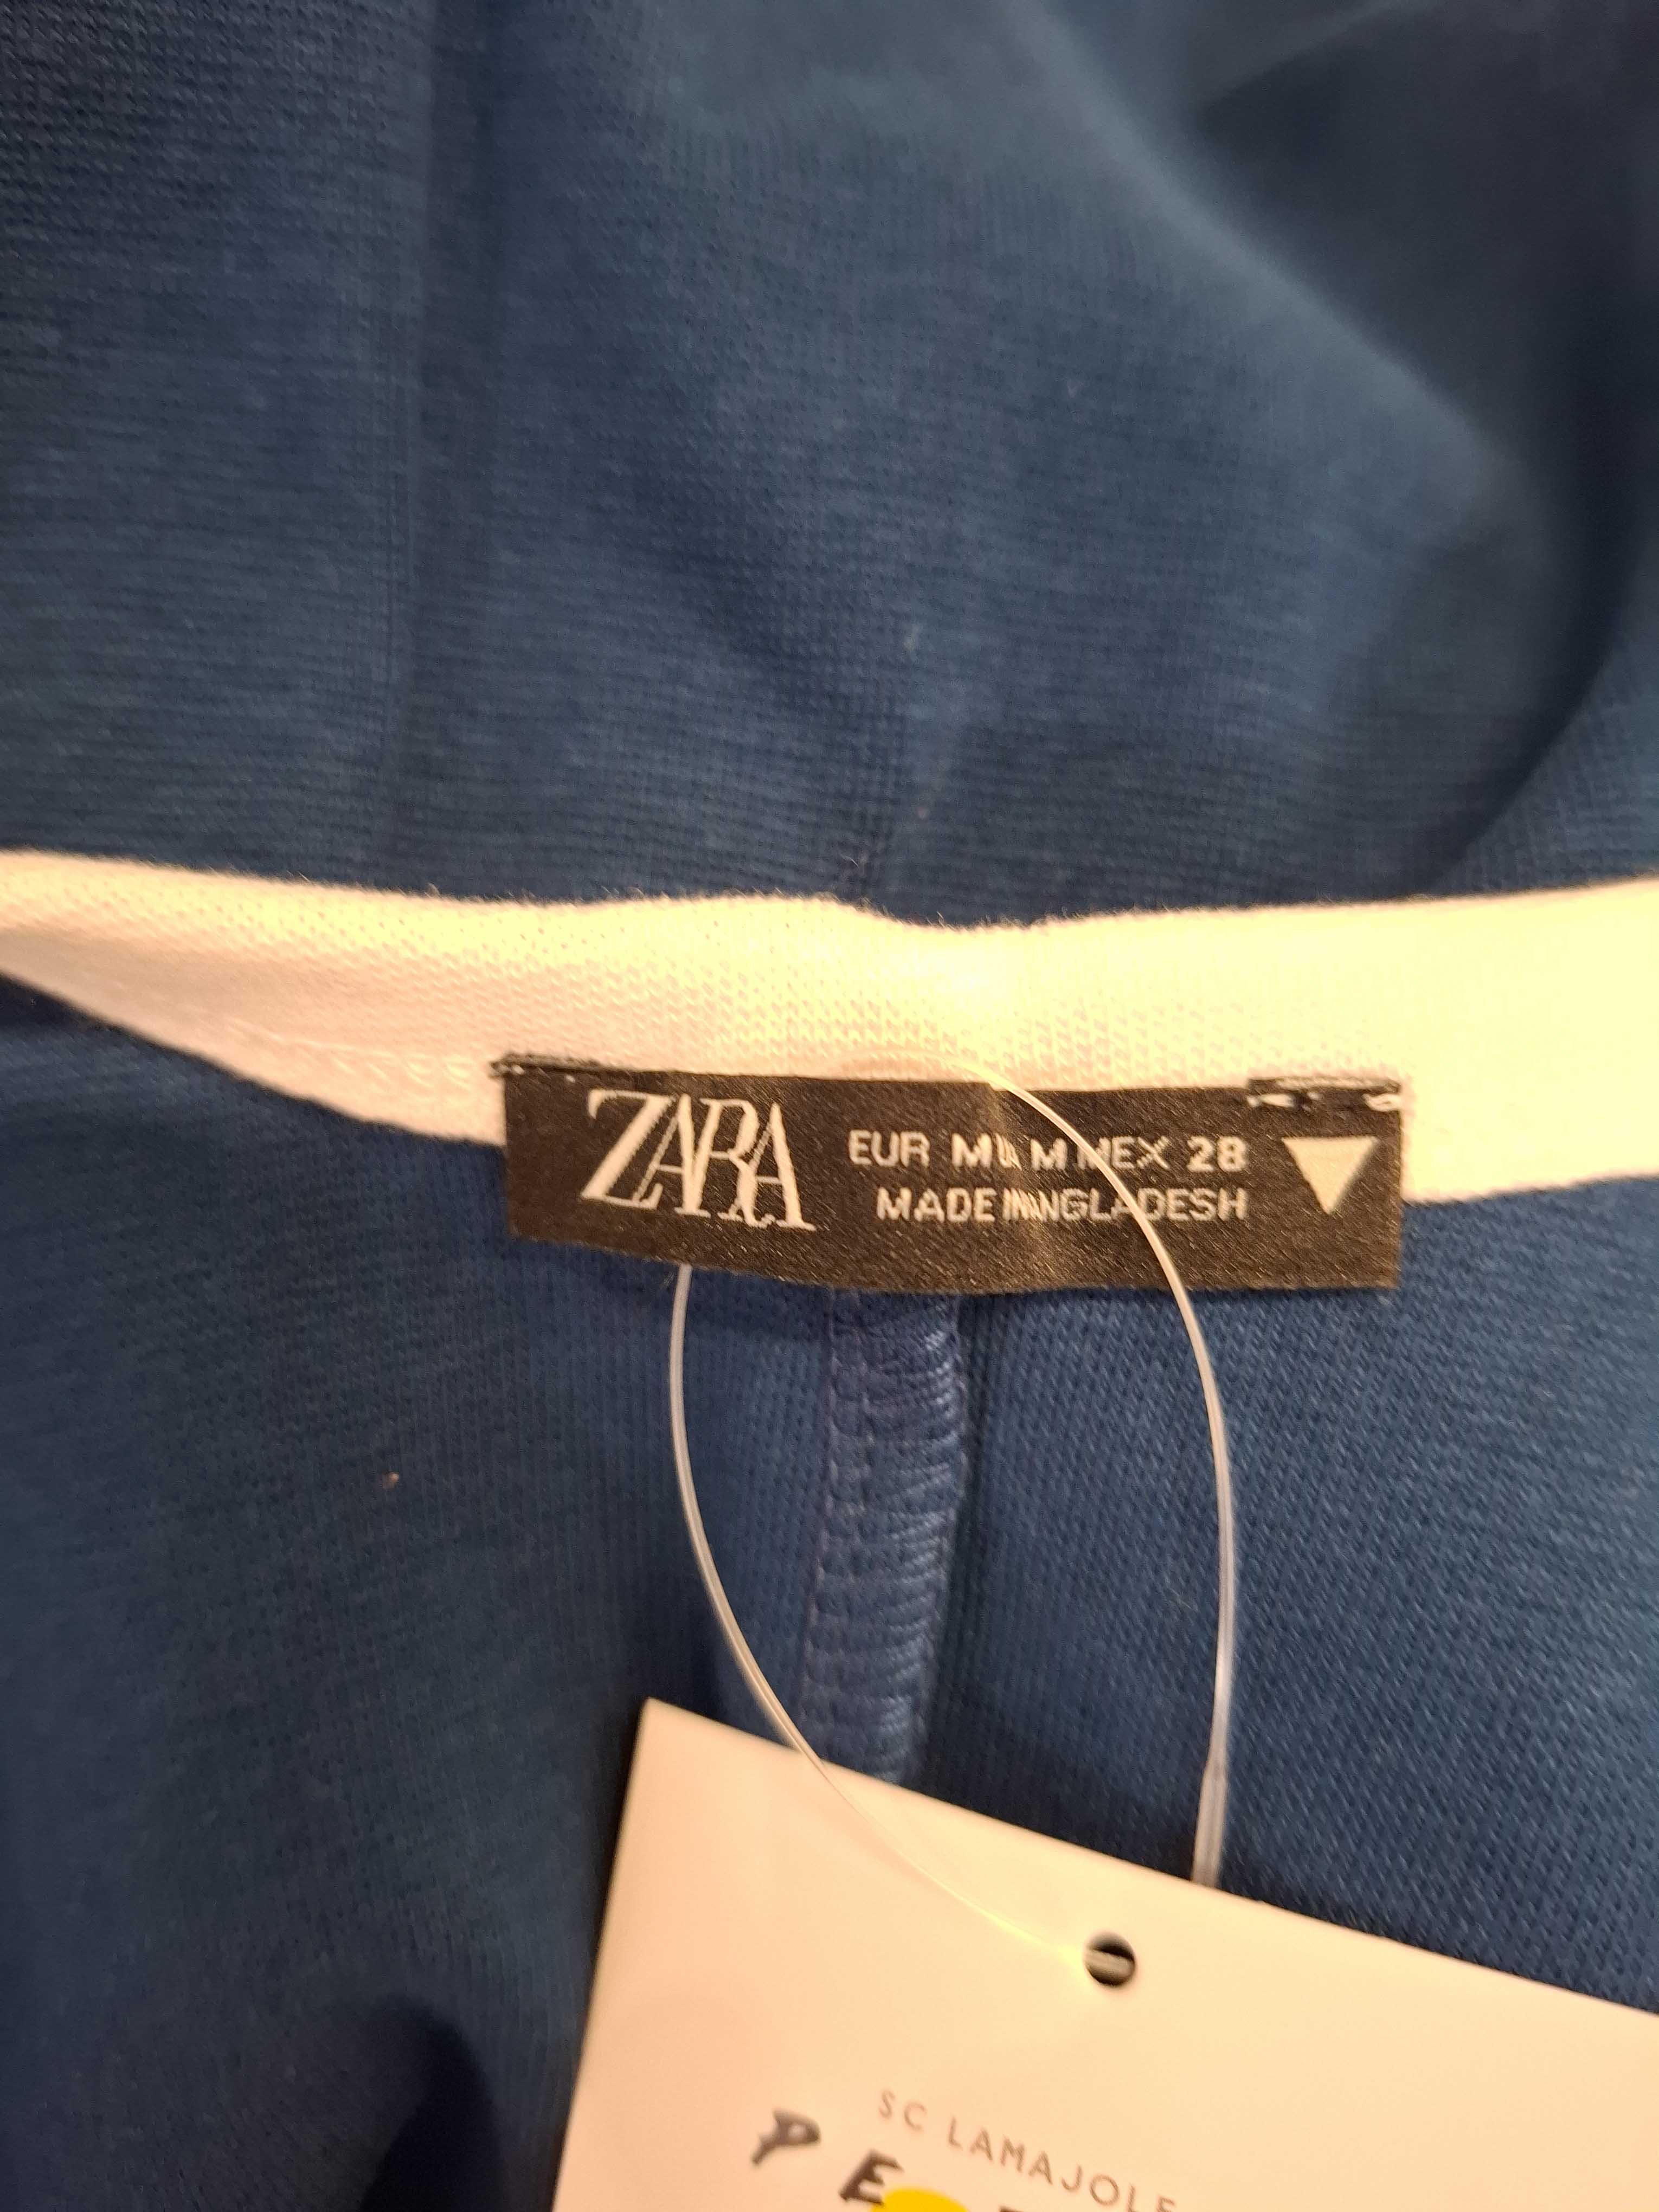 ZARA
EUR M M MEX 28
MADE IN BANGLADESH
SC LAMAJOLE
P E